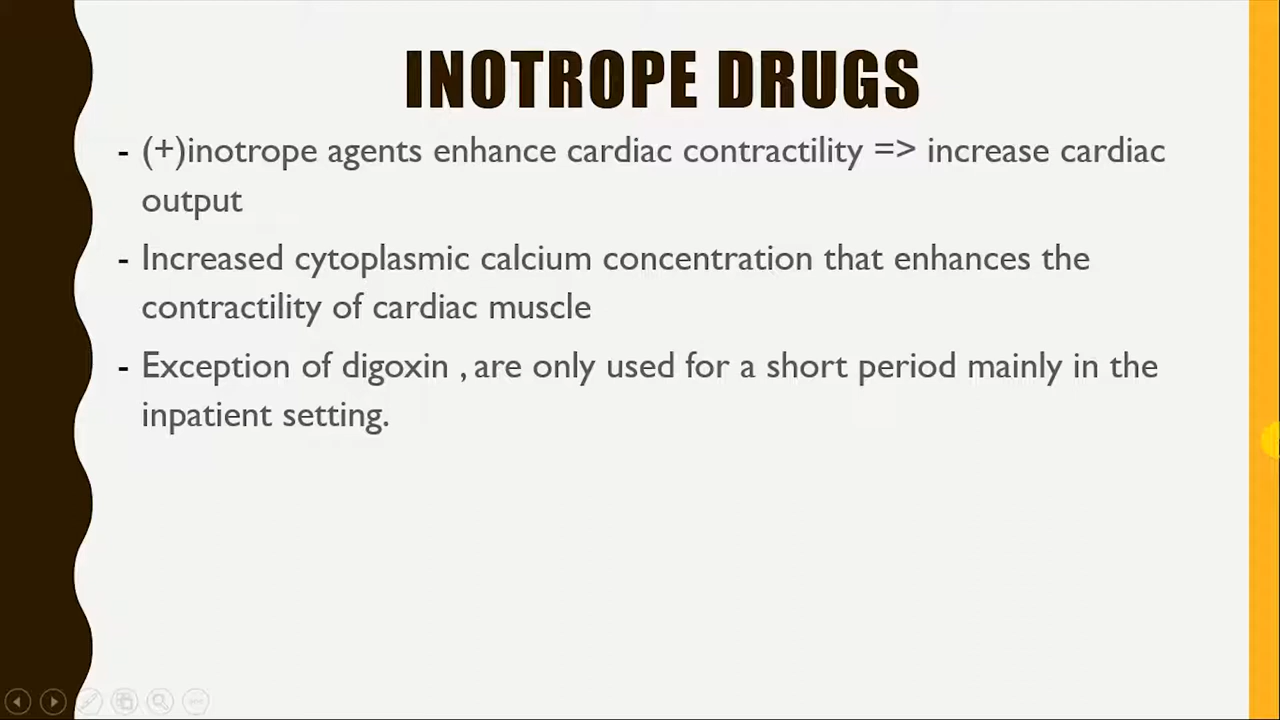 INOTROPE DRUGS
- (+)inotrope agents enhance cardiac contractility => increase cardiac
output
- Increased cytoplasmic calcium concentration that enhances the
contractility of cardiac muscle
- Exception of digoxin , are only used for a short period mainly in the
inpatient setting.